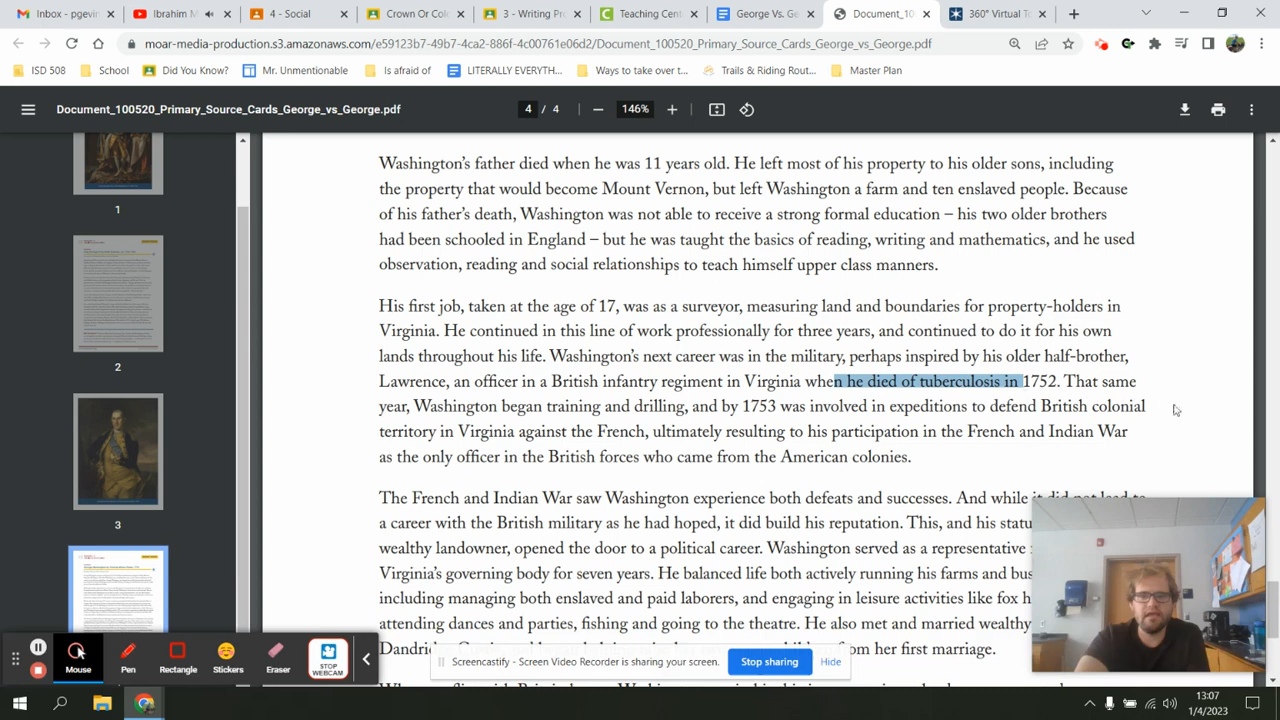 Inbox - pgevin
Ibrahim M
4 - Social
Crown Or Col
3 - Writing Pr
Teaching Cent
George Vs. Ge
Document_10
360° Virtual To
moar-media-production.s3.amazonaws.com/e59123b7-49b7-4ca2-886f-4c00761e06d2/Document_100520_Primary_Source_Cards_George_vs_George.pdf
ISD 508
School
Did You Know?
Mr. Unmentionable
Is afraid of
LITERALLY EVERYTH...
Ways to take over t...
Trails & Riding Rout...
Master Plan
Document_100520_Primary_Source_Cards_George_vs_George.pdf
4 / 4
146%
1
2
3
Washington's father died when he was 11 years old. He left most of his property to his older sons, including
the property that would become Mount Vernon, but left Washington a farm and ten enslaved people. Because
of his father's death, Washington was not able to receive a strong formal education – his two older brothers
had been schooled in England – but he was taught the basics of reading, writing and mathematics, and he used
observation, reading and social relationships to teach himself upper class manners.
His first job, taken at the age of 17, was as a surveyor, measuring land and boundaries for property-holders in
Virginia. He continued in this line of work professionally for three years, and continued to do it for his own
lands throughout his life. Washington's next career was in the military, perhaps inspired by his older half-brother,
Lawrence, an officer in a British infantry regiment in Virginia when he died of tuberculosis in 1752. That same
year, Washington began training and drilling, and by 1753 was involved in expeditions to defend British colonial
territory in Virginia against the French, ultimately resulting to his participation in the French and Indian War
as the only officer in the British forces who came from the American colonies.
The French and Indian War saw Washington experience both defeats and successes. And while it did not lead to
a career with the British military as he had hoped, it did build his reputation. This, and his statu
wealthy landowner, opened the door to a political career. Washington served as a representative
Virginia's governing body for seven years. He balanced life both actively running his farms and bus
including managing both enslaved and paid laborers, and engaging in leisure activities like fox h
attending dances and parties, fishing and going to the theatre. He also met and married wealthy
from her first marriage.
Mouse
Pen
Rectangle
Stickers
Eraser
STOP WEBCAM
Screencastify - Screen Video Recorder is sharing your screen.
Stop sharing
Hide
13:07
1/4/2023